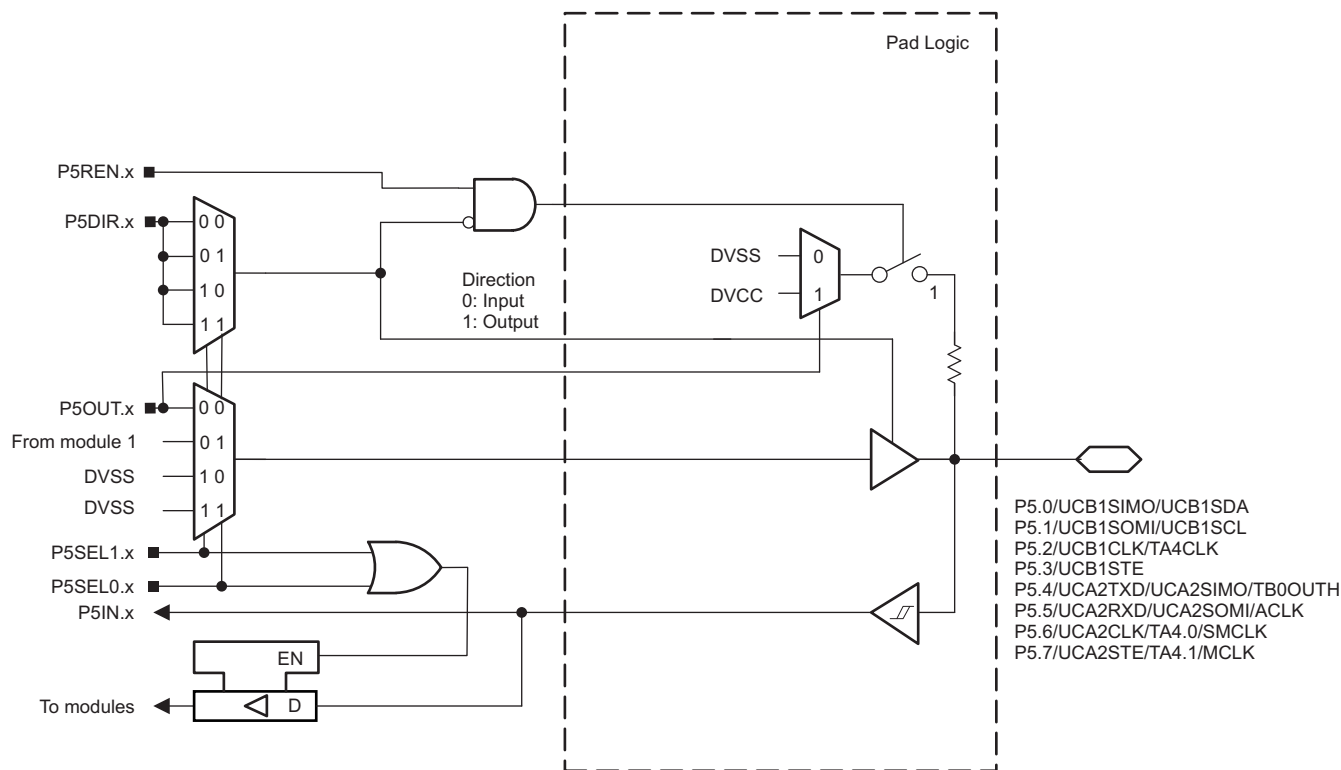 Pad Logic
P5REN.x
P5DIR.x
0 0
0 1
1 0
1 1
Direction
0: Input
1: Output
DVSS
0
DVCC
1
1
P5OUT.x
0 0
From module 1
0 1
DVSS
1 0
DVSS
1 1
P5SEL1.x
P5SEL0.x
P5IN.x
EN
D
To modules
P5.0/UCB1SIMO/UCB1SDA
P5.1/UCB1SOMI/UCB1SCL
P5.2/UCB1CLK/TA4CLK
P5.3/UCB1STE
P5.4/UCA2TXD/UCA2SIMO/TB0OUTH
P5.5/UCA2RXD/UCA2SOMI/ACLK
P5.6/UCA2CLK/TA4.0/SMCLK
P5.7/UCA2STE/TA4.1/MCLK